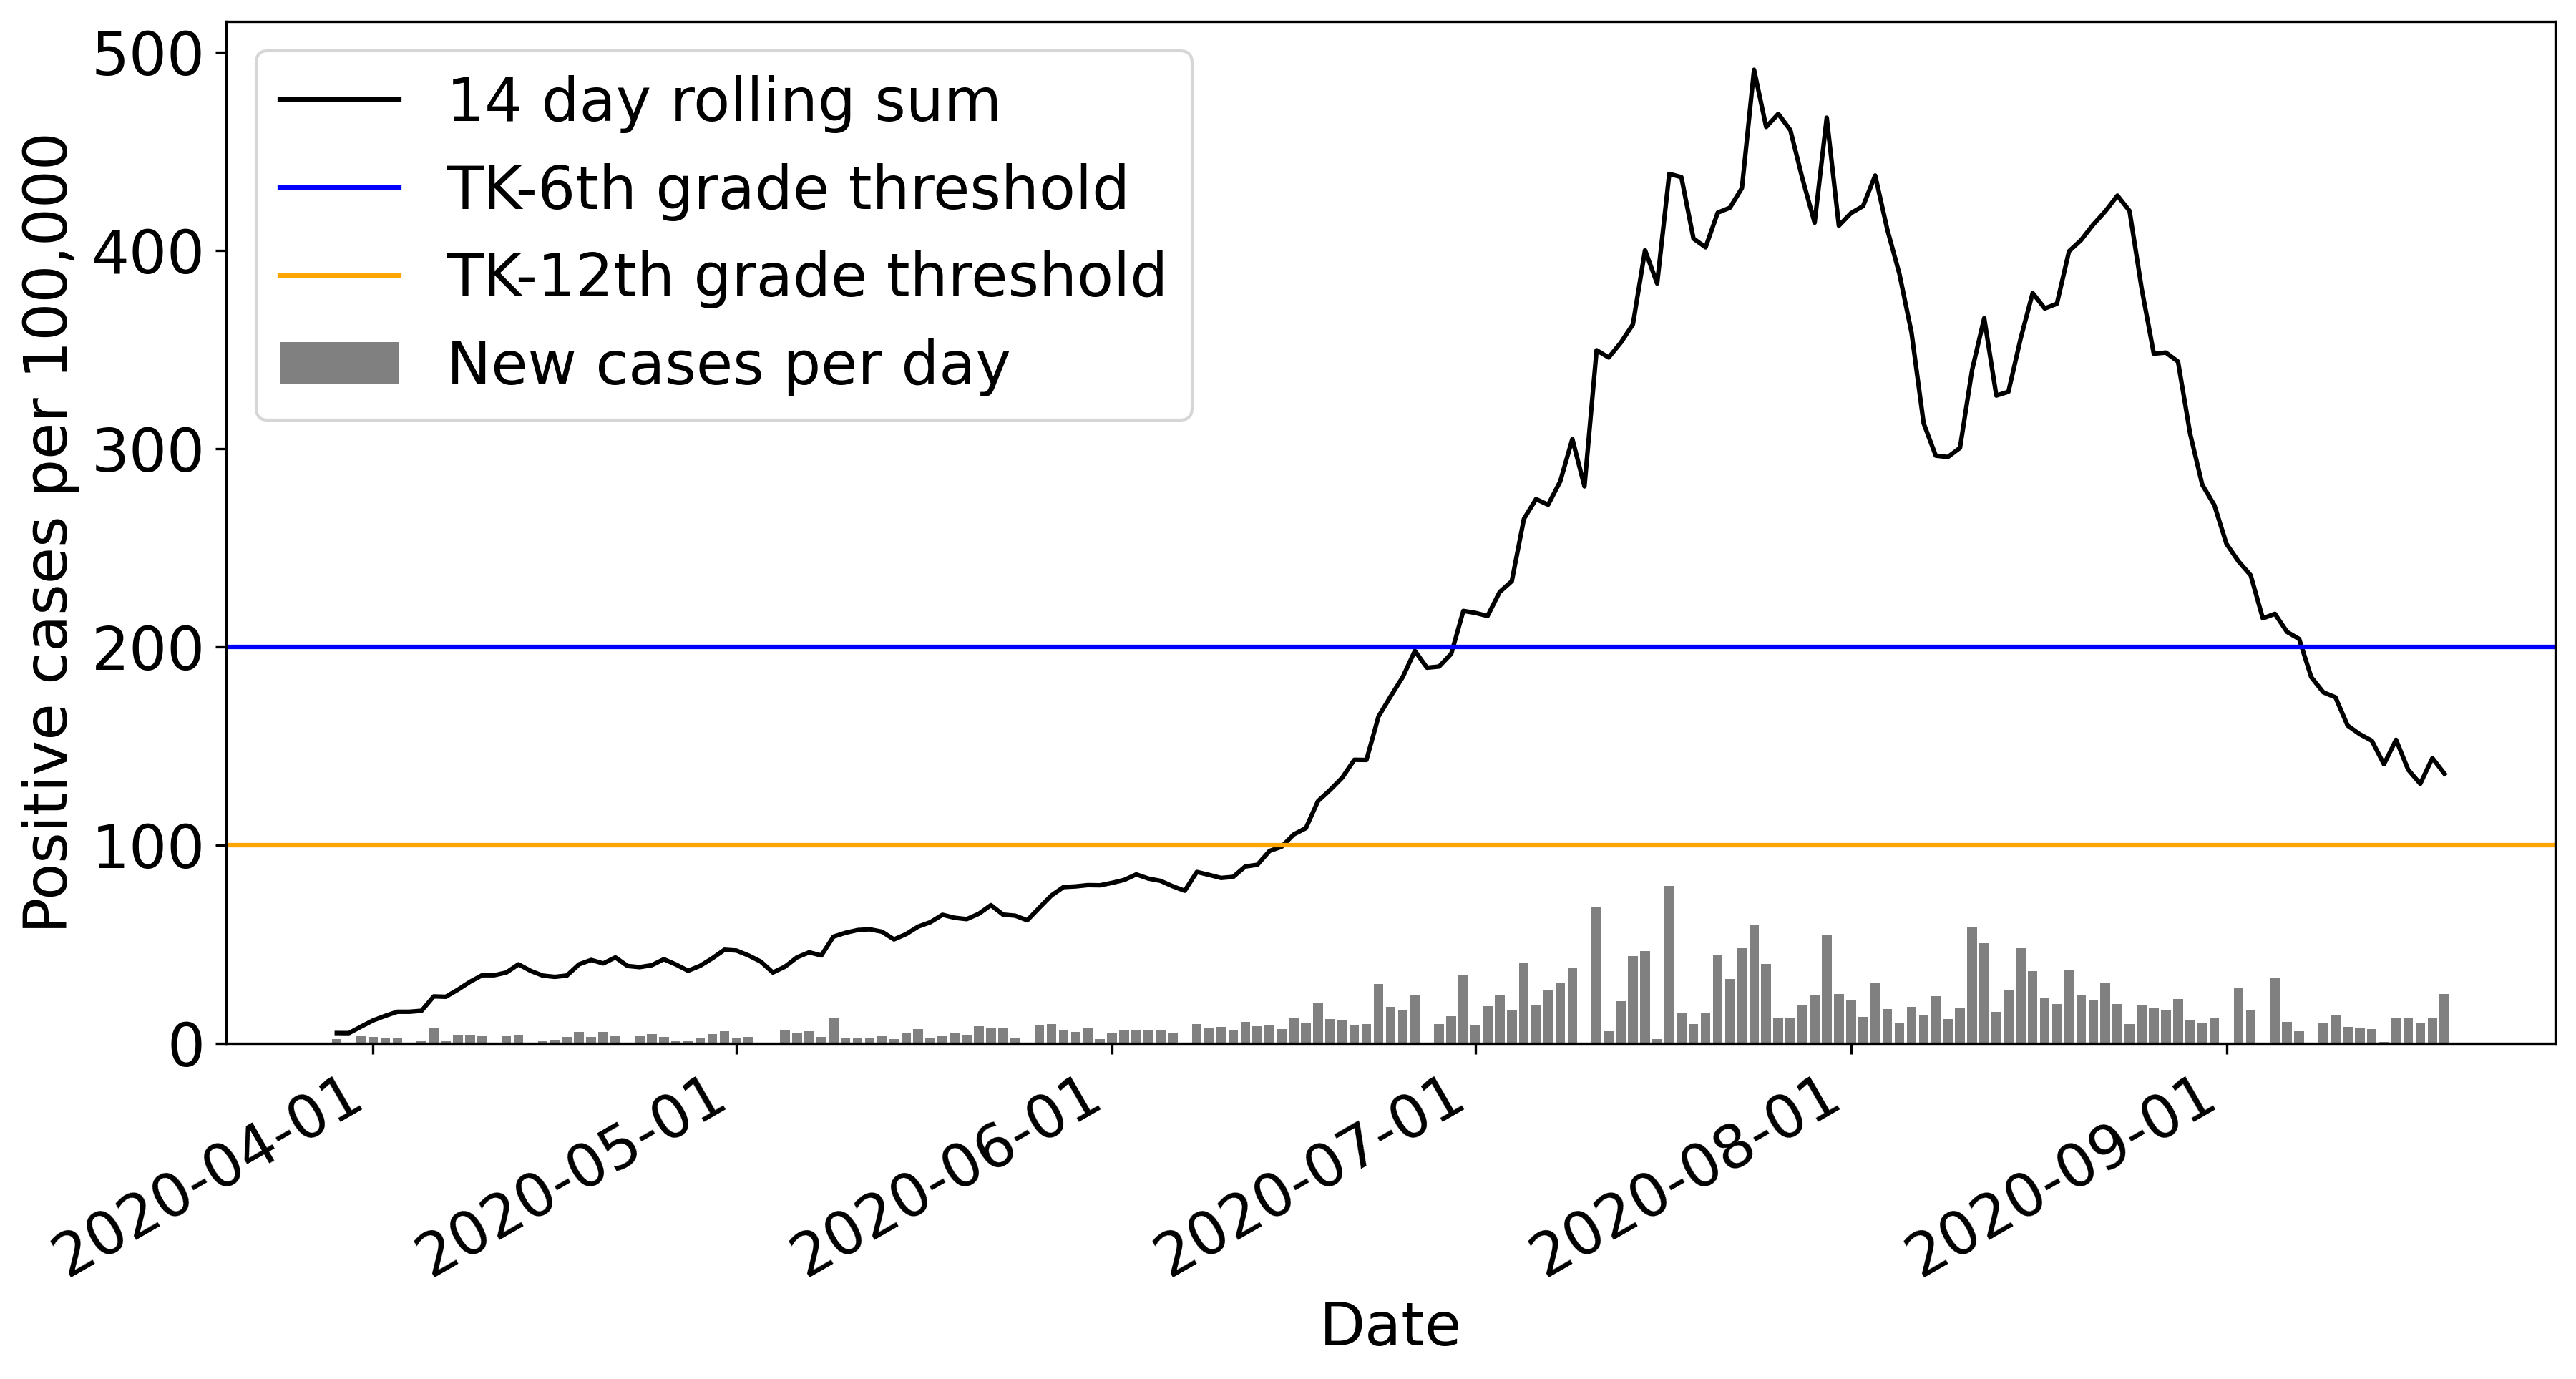 500
400
300
200
100
0
Positive cases per 100,000
14 day rolling sum
TK-6th grade threshold
TK-12th grade threshold
New cases per day
2020-04-01
2020-05-01
2020-06-01
2020-07-01
2020-08-01
2020-09-01
Date